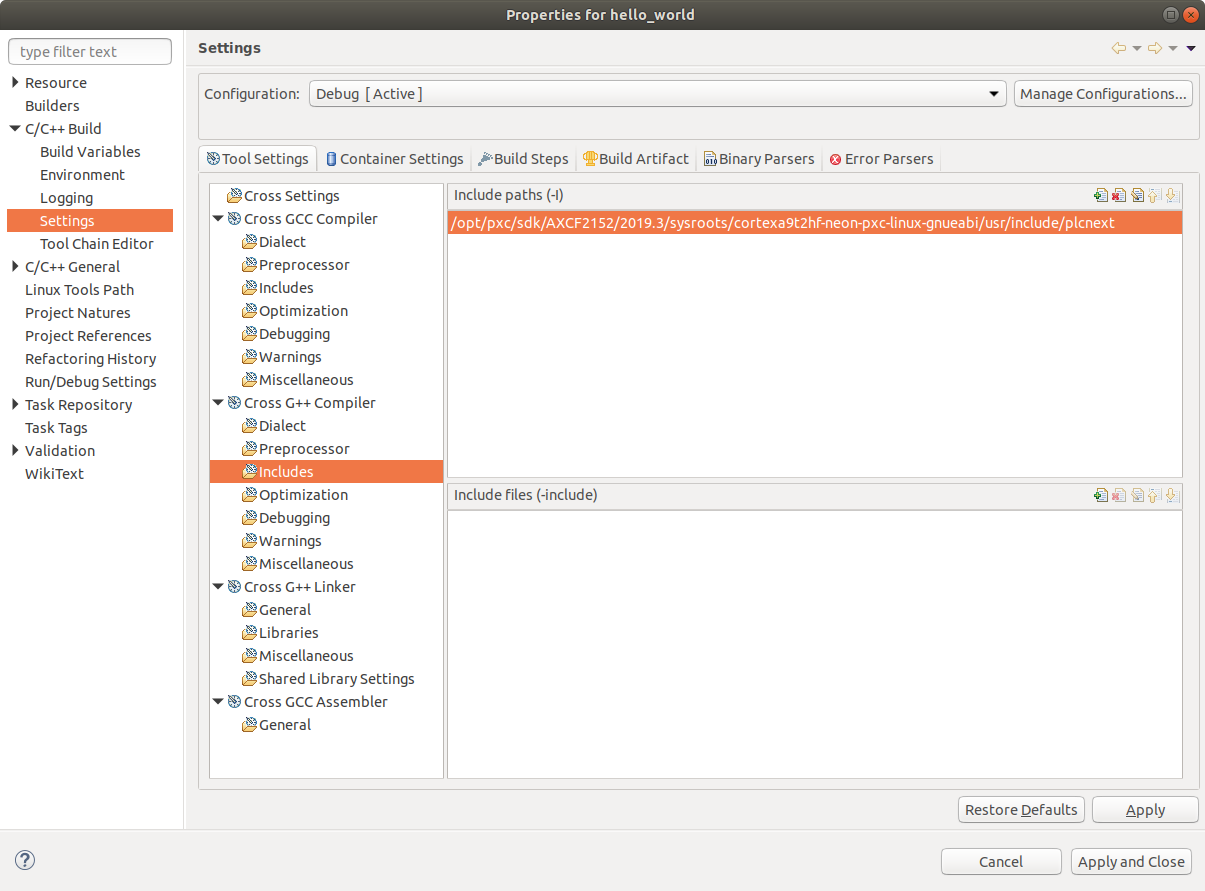 Properties for hello_world
type filter text
Resource
Builders
C/C++ Build
Build Variables
Environment
Logging
Settings
Tool Chain Editor
C/C++ General
Linux Tools Path
Project Natures
Project References
Refactoring History
Run/Debug Settings
Task Repository
Task Tags
Validation
WikiText
Settings
Configuration: Debug [ Active ] Manage Configurations...
Tool Settings Container Settings Build Steps Build Artifact Binary Parsers Error Parsers
Cross Settings
Cross GCC Compiler
Dialect
Preprocessor
Includes
Optimization
Debugging
Warnings
Miscellaneous
Cross G++ Compiler
Dialect
Preprocessor
Includes
Optimization
Debugging
Warnings
Miscellaneous
Cross G++ Linker
General
Libraries
Miscellaneous
Shared Library Settings
Cross GCC Assembler
General
Include paths (-I)
/opt/pxc/sdk/AXCF2152/2019.3/sysroots/cortexa9t2hf-neon-pxc-linux-gnueabi/usr/include/plcnext
Include files (-include)
Restore Defaults Apply
? Cancel Apply and Close